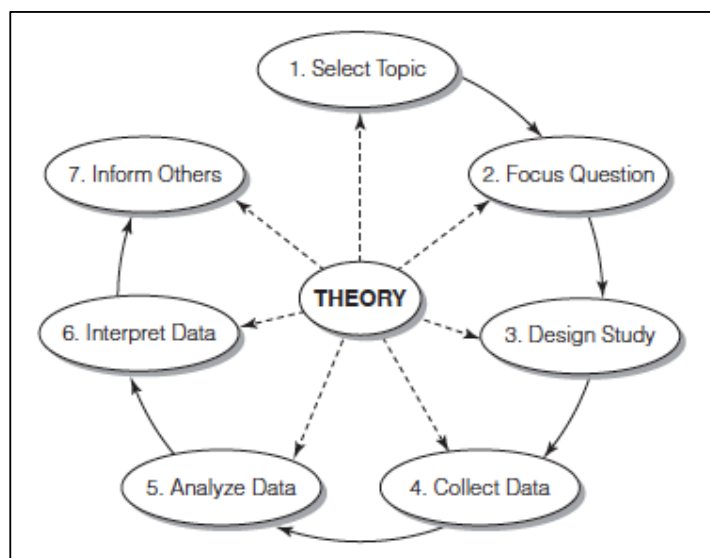 1. Select Topic
2. Focus Question
3. Design Study
4. Collect Data
5. Analyze Data
6. Interpret Data
7. Inform Others
THEORY